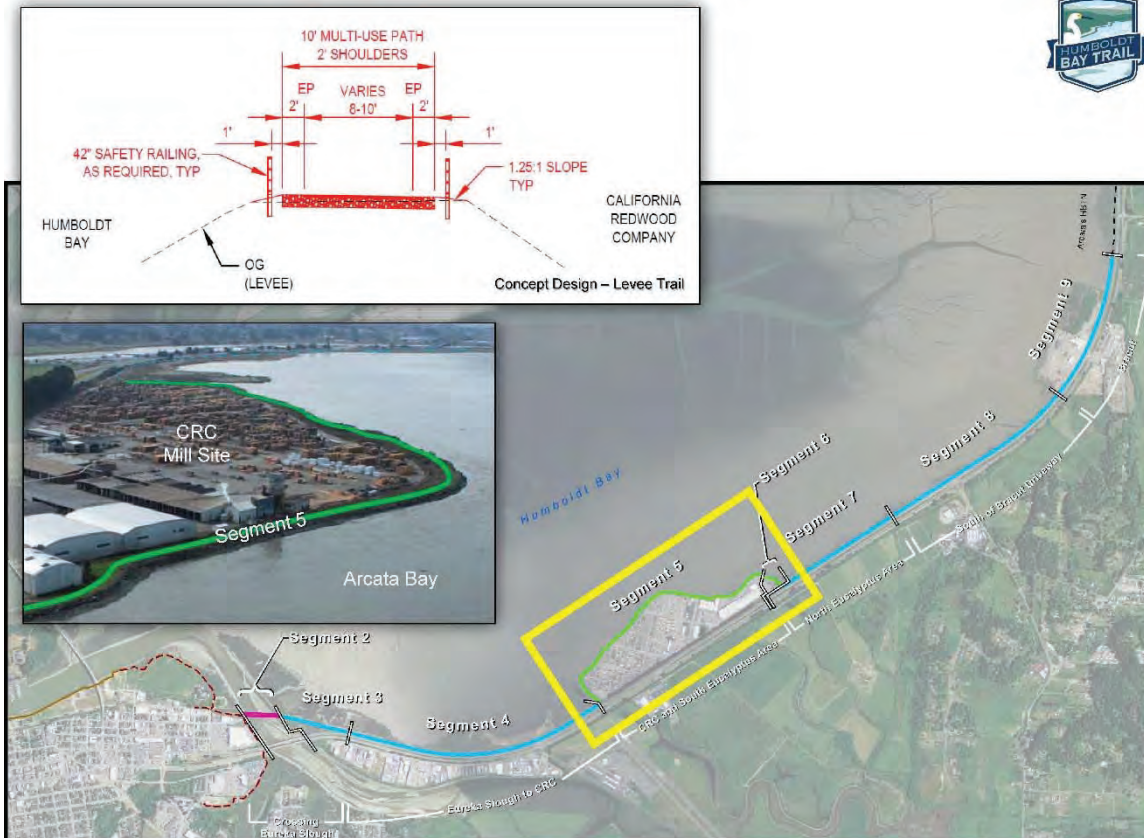 HUMBOLDT
BAY TRAIL
10' MULTI-USE PATH
2' SHOULDERS
EP
VARIES
EP
2'
8-10'
2'
1'
1'
42" SAFETY RAILING,
AS REQUIRED, TYP
1.25:1 SLOPE
TYP
HUMBOLDT
BAY
CALIFORNIA
REDWOOD
COMPANY
OG
(LEVEE)
Concept Design – Levee Trail
CRC
Mill Site
Segment 5
Arcata Bay
Humboldt Bay
Segment 9
Bracut
Segment 8
Segment 6
Segment 7
South of Bracut Driveway
Segment 5
North Eucalyptus Area
CRC and South Eucalyptus Area
Segment 2
Segment 3
Segment 4
Eureka Slough to CRC
Crossing
Eureka Slough